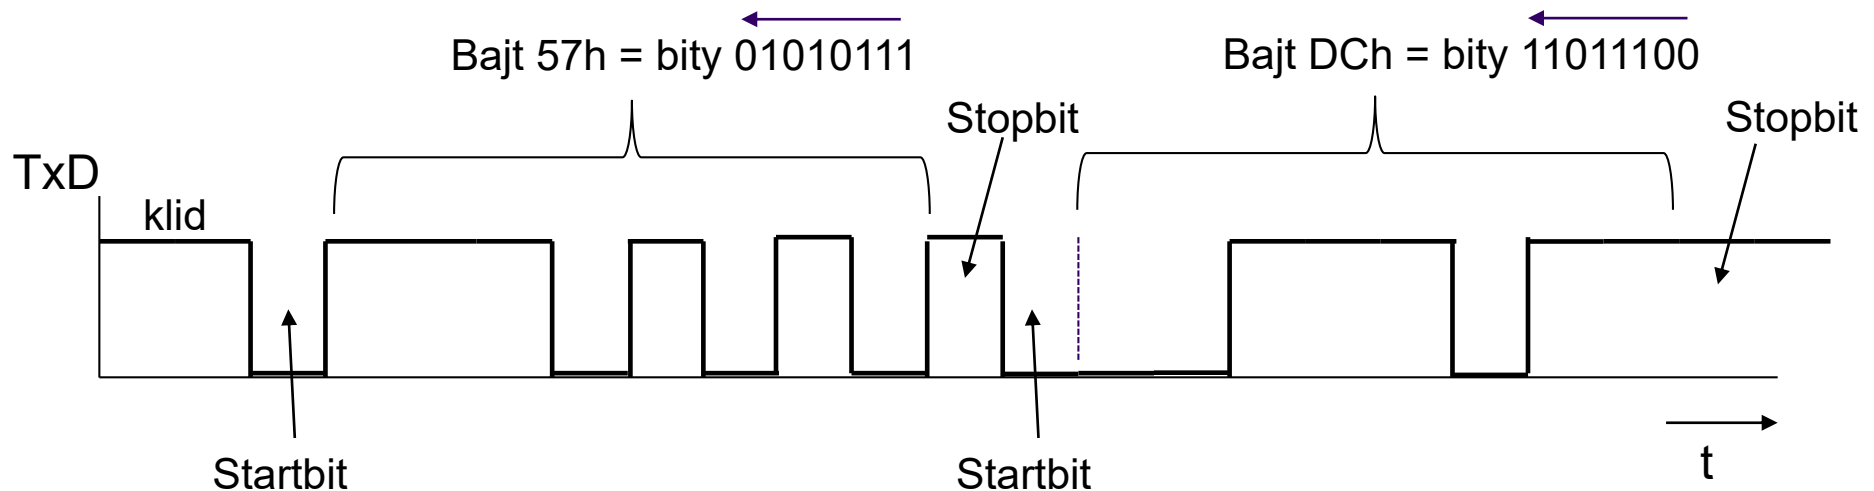 Bajt 57h = bity 01010111
Bajt DCh = bity 11011100
Stopbit
Stopbit
TxD
klid
Startbit
Startbit
t